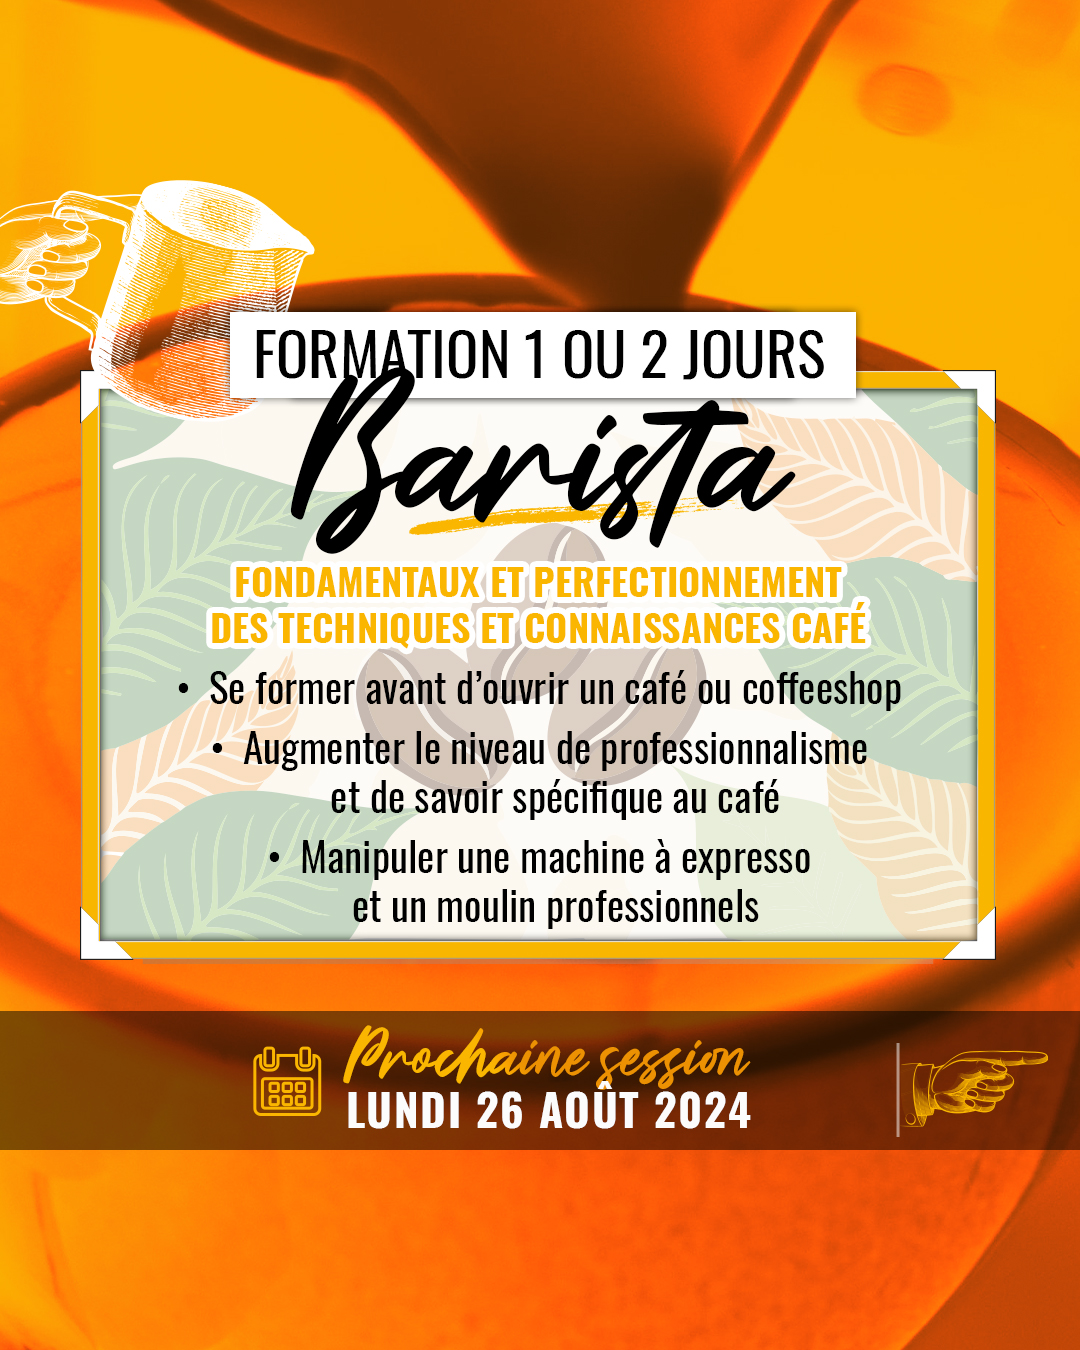 FORMATION 1 OU 2 JOURS
Barista
FONDAMENTAUX ET PERFECTIONNEMENT
DES TECHNIQUES ET CONNAISSANCES CAFÉ
• Se former avant d’ouvrir un café ou coffeeshop
• Augmenter le niveau de professionnalisme
et de savoir spécifique au café
• Manipuler une machine à expresso
et un moulin professionnels
Prochaine session
LUNDI 26 AOÛT 2024